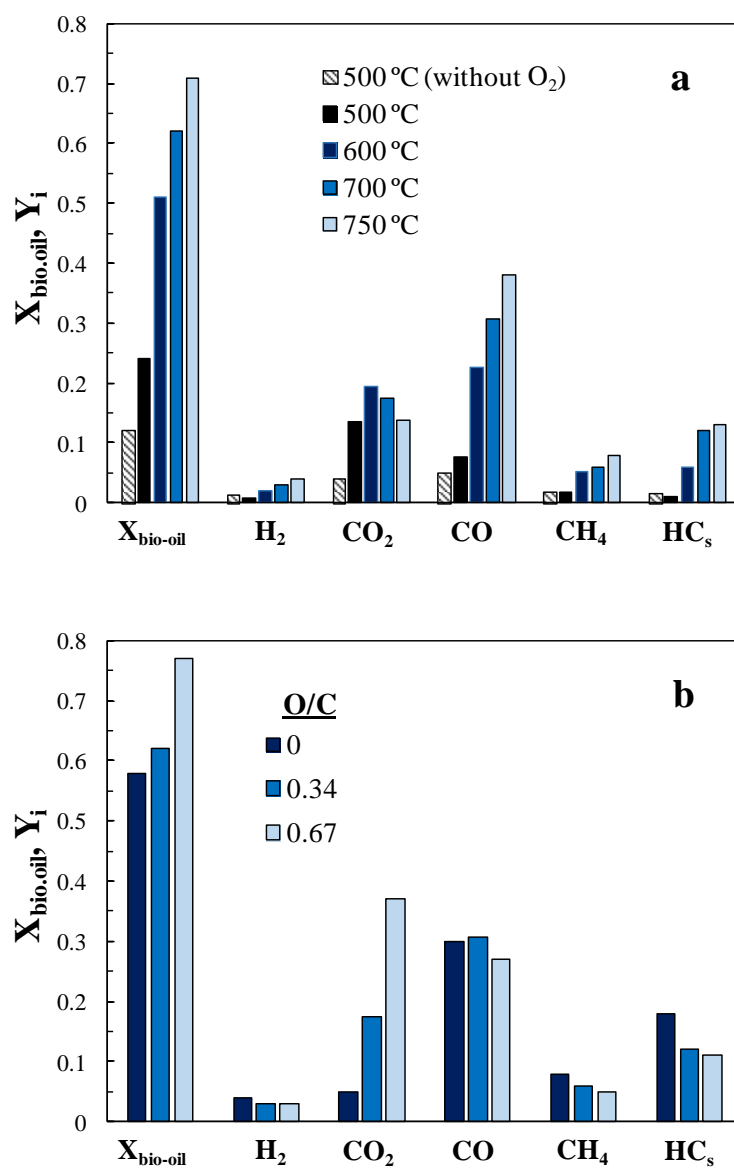 0.8
0.7
0.6
0.5
0.4
0.3
0.2
0.1
0
X_bio.oil, Y_i
a
500 ºC (without O₂)
500 ºC
600 ºC
700 ºC
750 ºC
X_bio-oil H₂ CO₂ CO CH₄ HC_s
0.8
0.7
0.6
0.5
0.4
0.3
0.2
0.1
0
X_bio.oil, Y_i
b
O/C
0
0.34
0.67
X_bio-oil H₂ CO₂ CO CH₄ HC_s